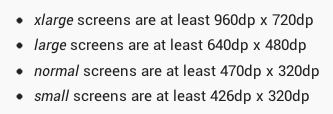 • xlarge screens are at least 960dp x 720dp
• large screens are at least 640dp x 480dp
• normal screens are at least 470dp x 320dp
• small screens are at least 426dp x 320dp